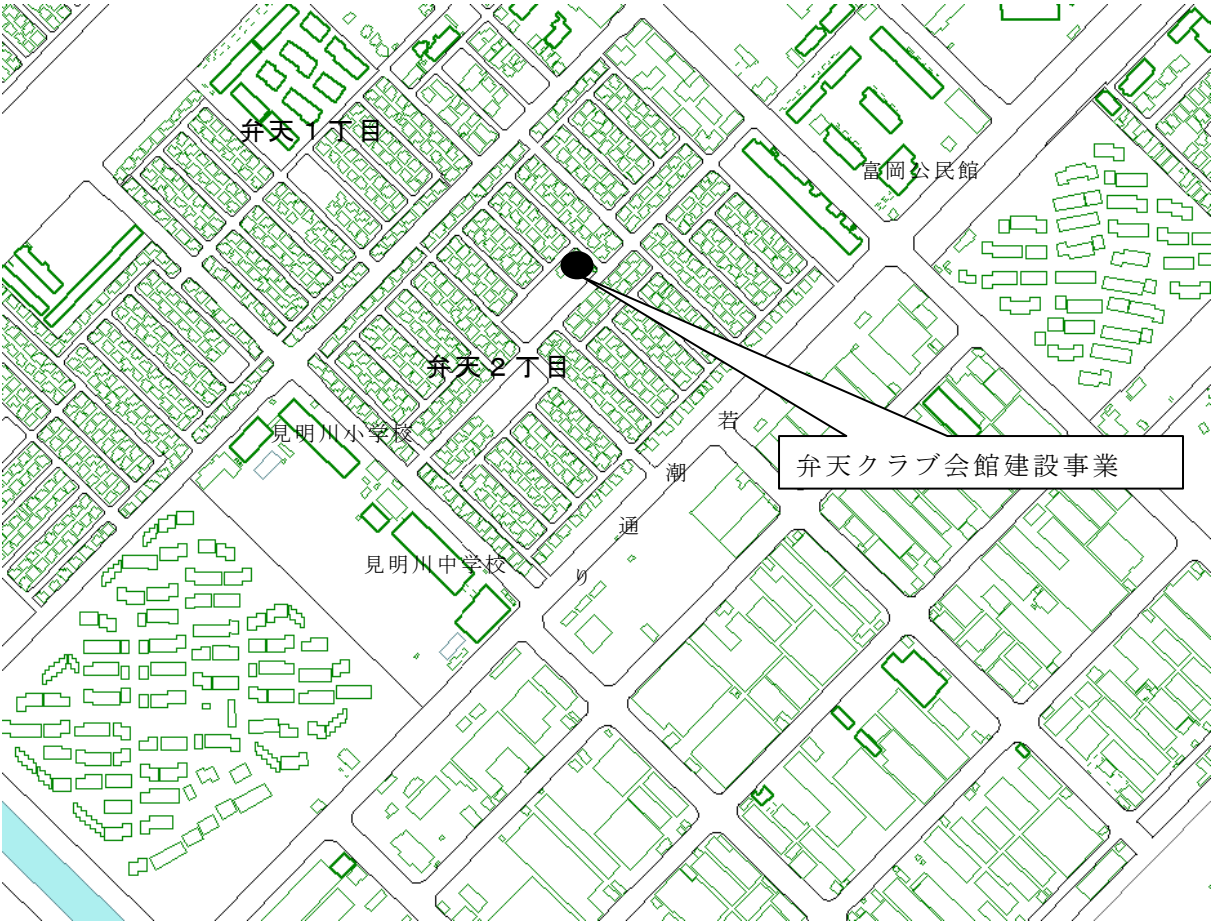 弁天１丁目
富岡公民館
弁天２丁目
見明川小学校
若潮通り
弁天クラブ会館建設事業
見明川中学校